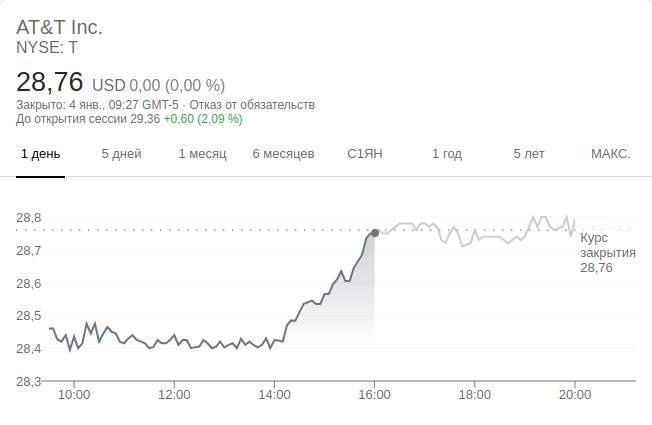 AT&T Inc.
NYSE: T
28,76 USD 0,00 (0,00 %)
Закрыто: 4 янв., 09:27 GMT-5 · Отказ от обязательств
До открытия сессии 29,36 +0,60 (2,09 %)
1 день 5 дней 1 месяц 6 месяцев С1ЯН 1 год 5 лет МАКС.
28,8
Курс
закрытия
28,76
28,7
28,6
28,5
28,4
28,3
10:00 12:00 14:00 16:00 18:00 20:00